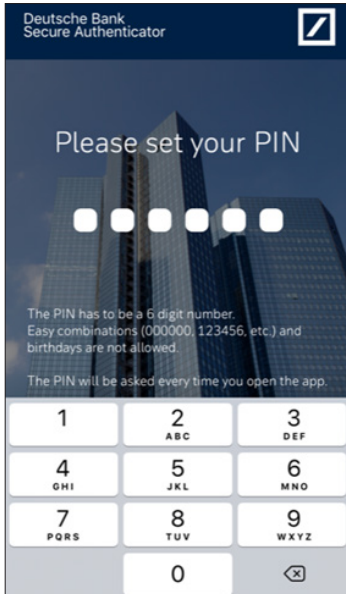 Deutsche Bank
Secure Authenticator
Please set your PIN
The PIN has to be a 6 digit number.
Easy combinations (000000, 123456, etc.) and
birthdays are not allowed.
The PIN will be asked every time you open the app.
1
2
ABC
3
DEF
4
GHI
5
JKL
6
MNO
7
PQRS
8
TUV
9
WXYZ
0